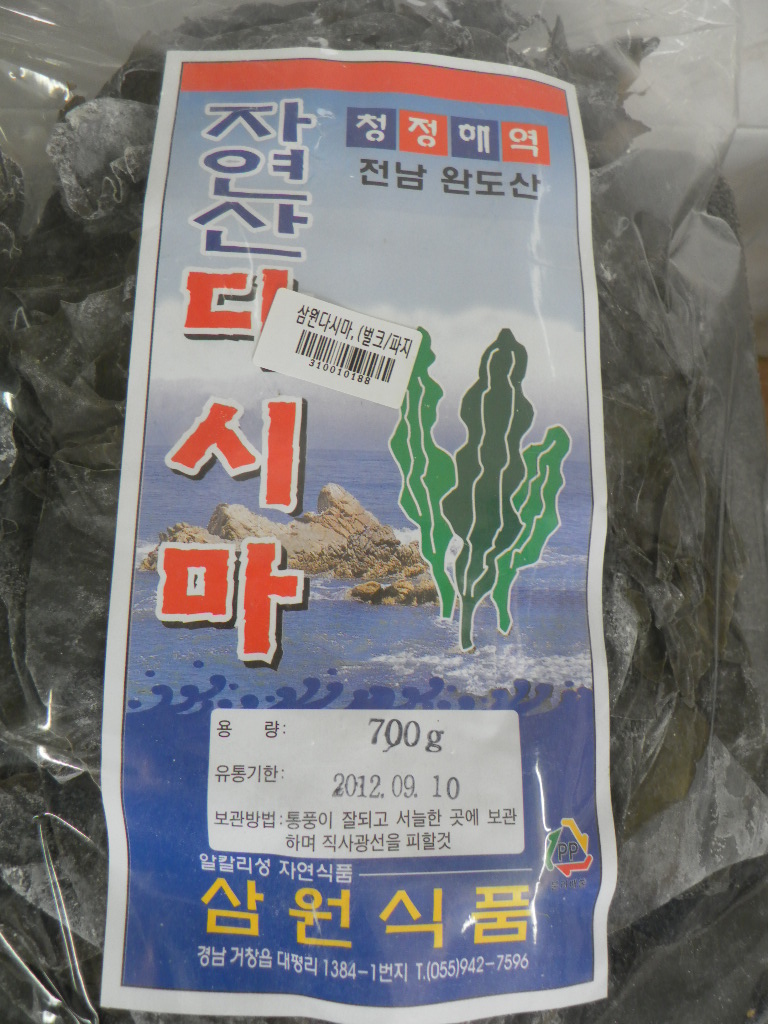 자연산
다시마
청정해역
전남 완도산
삼원다시마, (벌크/파지
310010188
용 량: 700g
유통기한: 2012.09.10
보관방법: 통풍이 잘되고 서늘한 곳에 보관
하며 직사광선을 피할것
PP
알칼리성 자연식품
삼원식품
경남 거창읍 대평리 1384-1번지 T.(055)942-7596